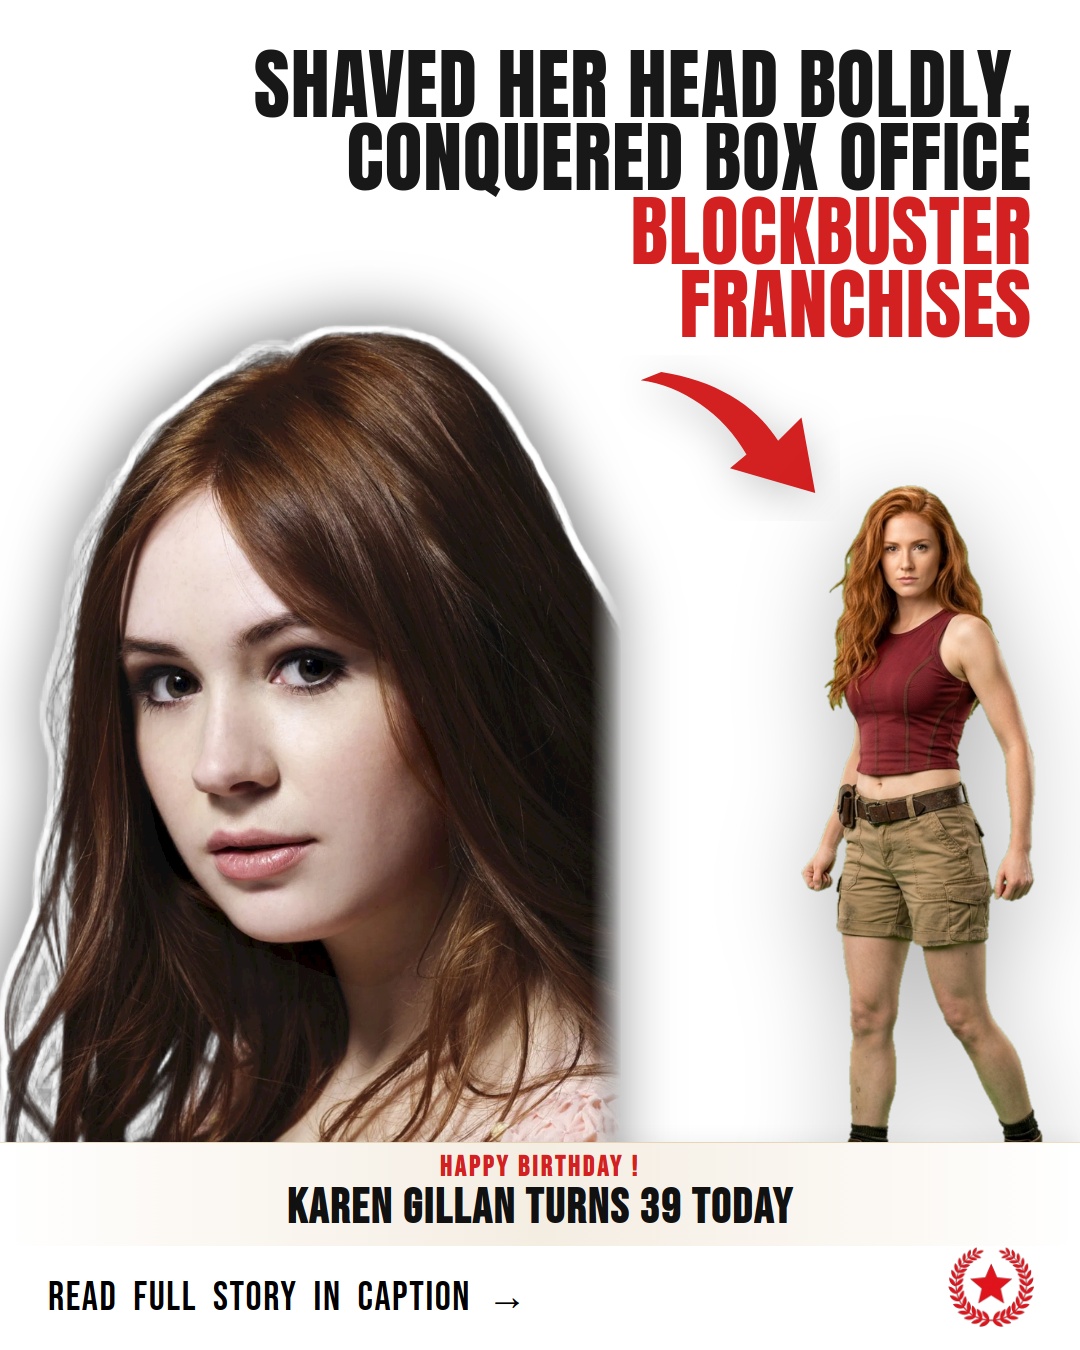 SHAVED HER HEAD BOLDLY,
CONQUERED BOX OFFICE
BLOCKBUSTER
FRANCHISES
HAPPY BIRTHDAY !
KAREN GILLAN TURNS 39 TODAY
READ FULL STORY IN CAPTION →